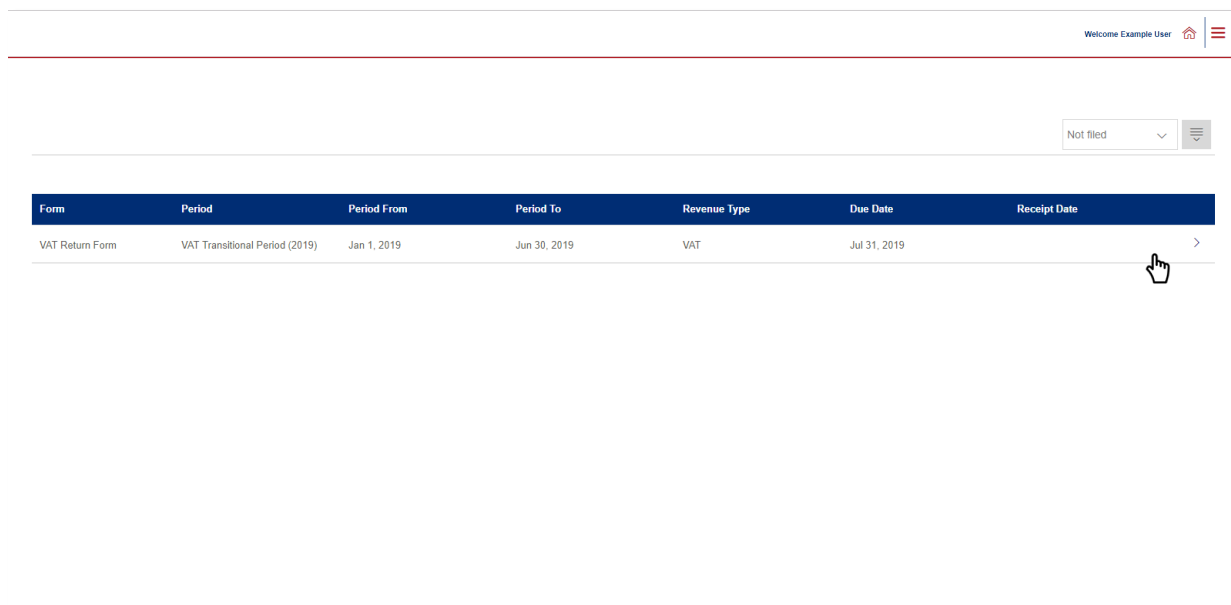 Welcome Example User
Not filed
Form Period Period From Period To Revenue Type Due Date Receipt Date
VAT Return Form VAT Transitional Period (2019) Jan 1, 2019 Jun 30, 2019 VAT Jul 31, 2019